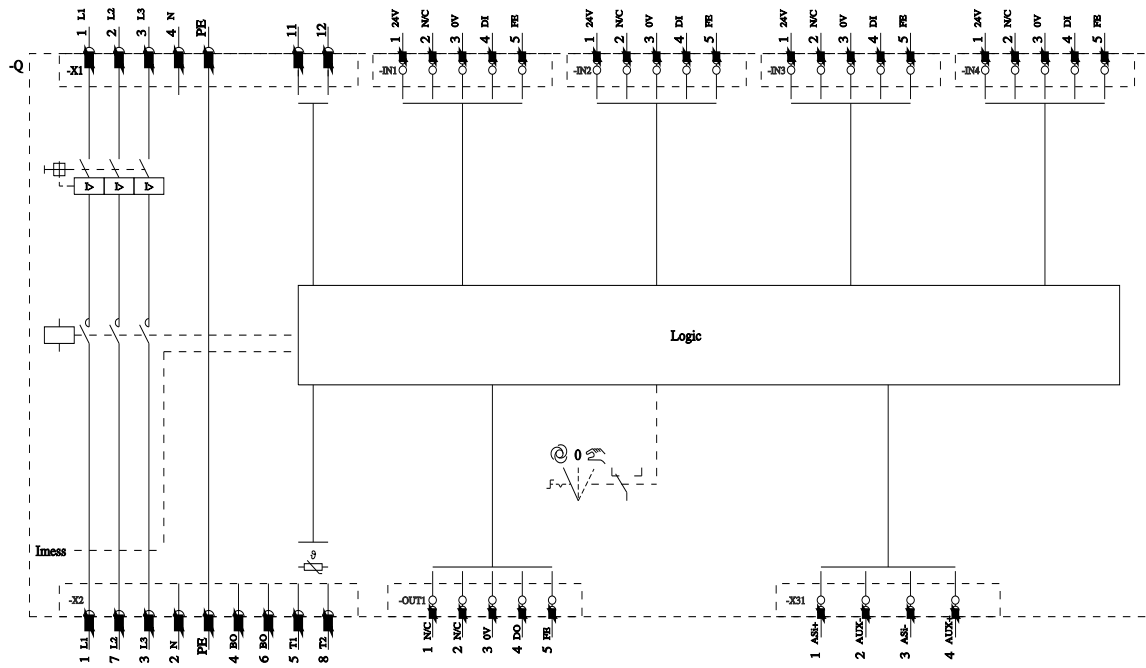 1 L1
2 L2
3 L3
4 N
PE
11
12
1 24V
2 N/C
3 0V
4 DI
5 FE
1 24V
2 N/C
3 0V
4 DI
5 FE
1 24V
2 N/C
3 0V
4 DI
5 FE
1 24V
2 N/C
3 0V
4 DI
5 FE
-Q
-X1
-IN1
-IN2
-IN3
-IN4
Logic
0
Imess
ϑ
-X2
-OUT1
-X31
1 L1
7 L2
3 L3
2 N
PE
4 BO
6 BO
5 T1
8 T2
1 N/C
2 N/C
3 0V
4 DO
5 FE
1 ASi+
2 AUX-
3 ASi-
4 AUX+